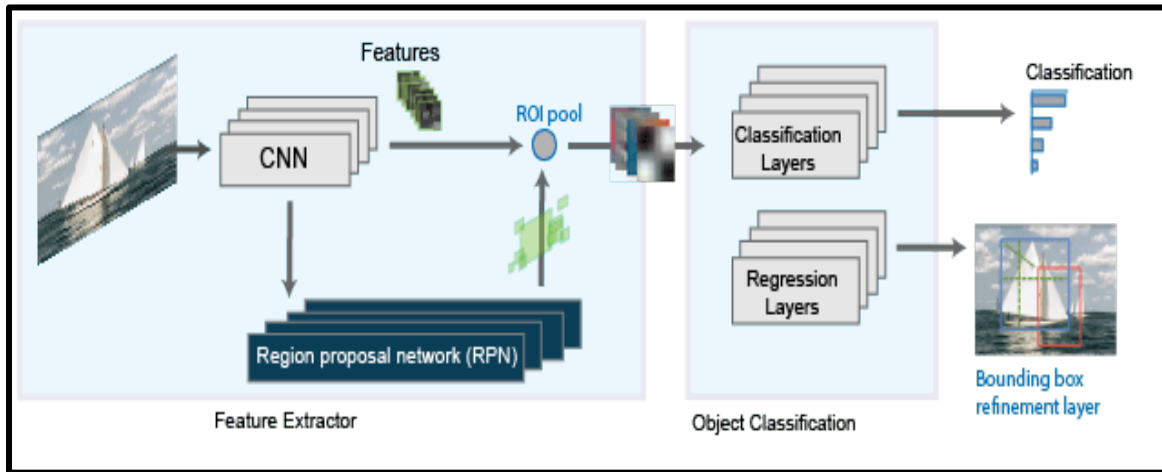 Features
ROI pool
CNN
Region proposal network (RPN)
Feature Extractor
Classification
Layers
Regression
Layers
Object Classification
Classification
Bounding box
refinement layer